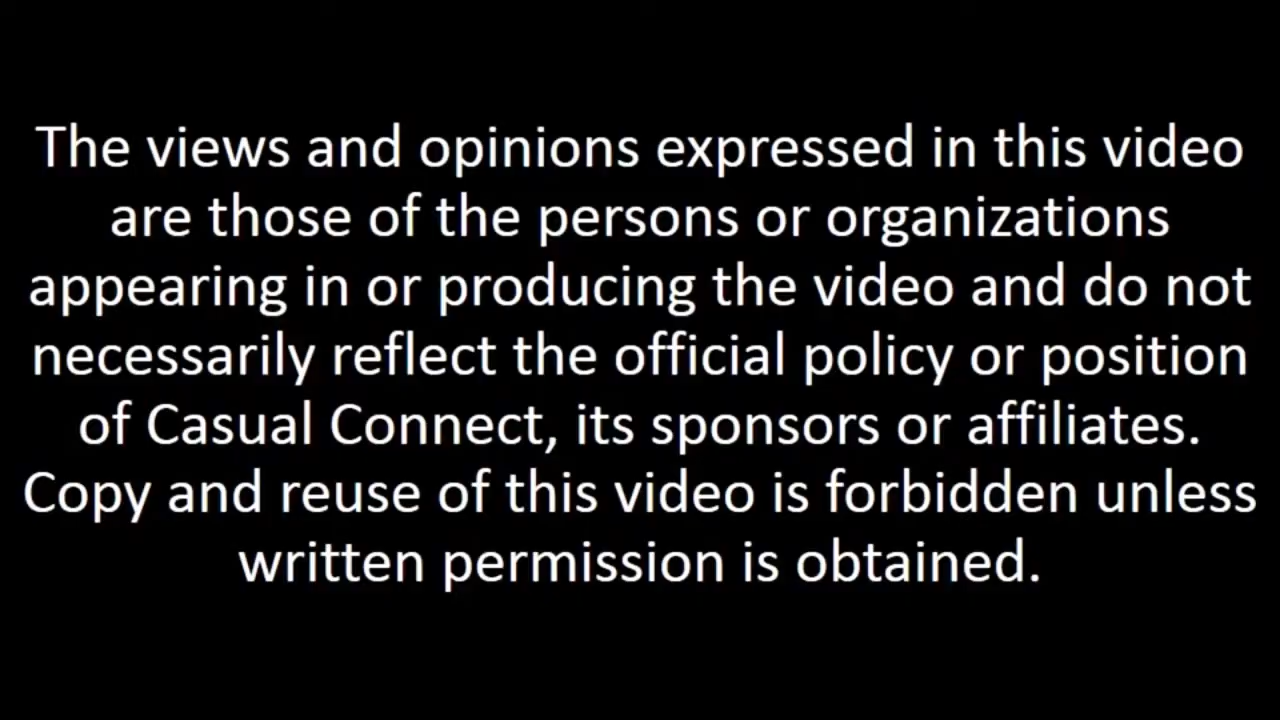 The views and opinions expressed in this video
are those of the persons or organizations
appearing in or producing the video and do not
necessarily reflect the official policy or position
of Casual Connect, its sponsors or affiliates.
Copy and reuse of this video is forbidden unless
written permission is obtained.